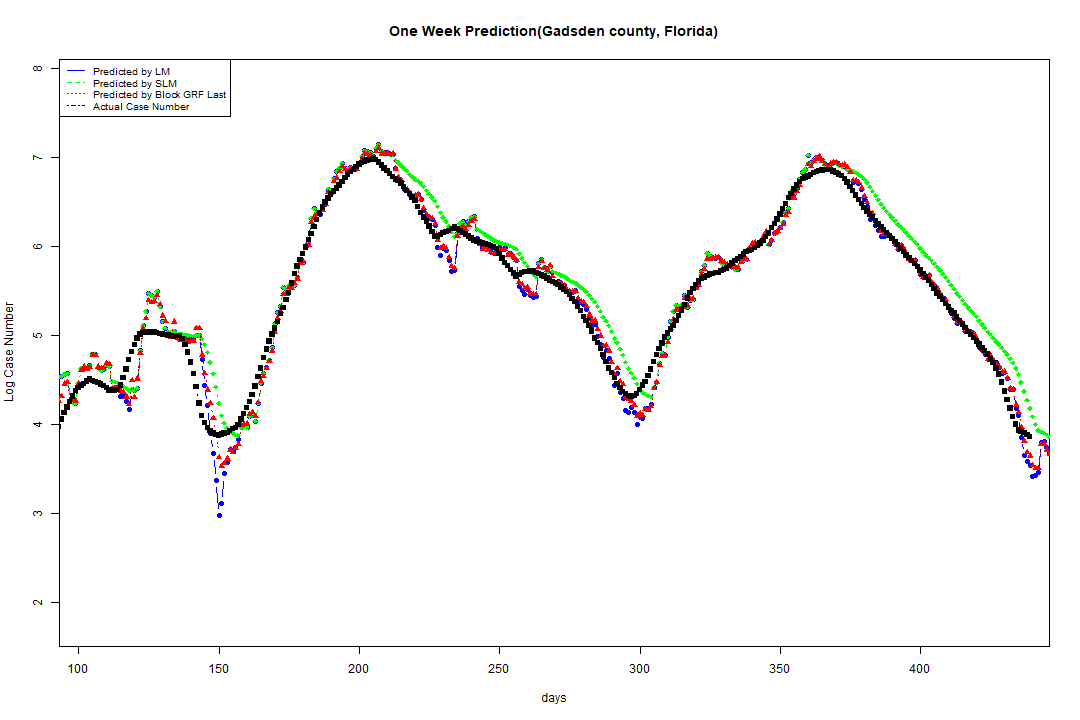 One Week Prediction(Gadsden county, Florida)
Predicted by LM
Predicted by SLM
Predicted by Block GRF Last
Actual Case Number
8
7
6
5
4
3
2
Log Case Number
100 150 200 250 300 350 400
days